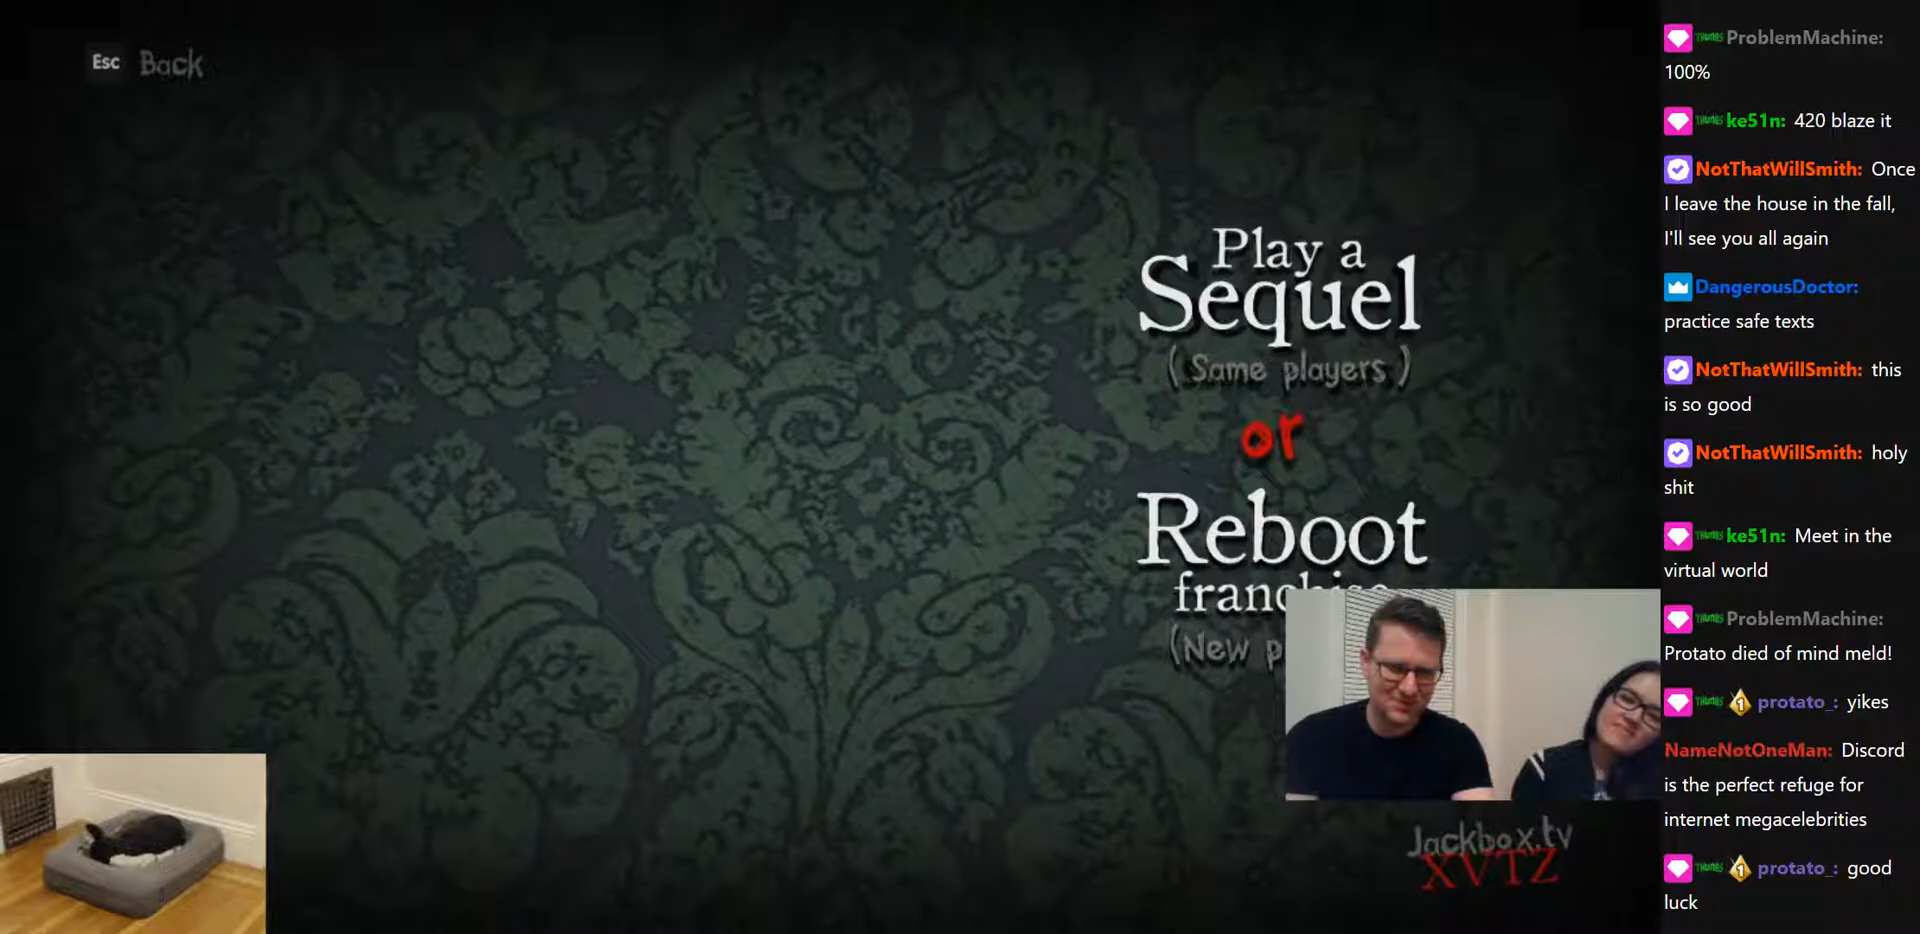 Esc Back
Play a
Sequel
( Same players )
or
Reboot
(New
Jackbox.tv
XVTZ
ProblemMachine:
100%
ke51n: 420 blaze it
NotThatWillSmith: Once
I leave the house in the fall,
I'll see you all again
DangerousDoctor:
practice safe texts
NotThatWillSmith: this
is so good
NotThatWillSmith: holy
shit
ke51n: Meet in the
virtual world
ProblemMachine:
Protato died of mind meld!
1 protato_: yikes
NameNotOneMan: Discord
is the perfect refuge for
internet megacelebrities
1 protato_: good
luck